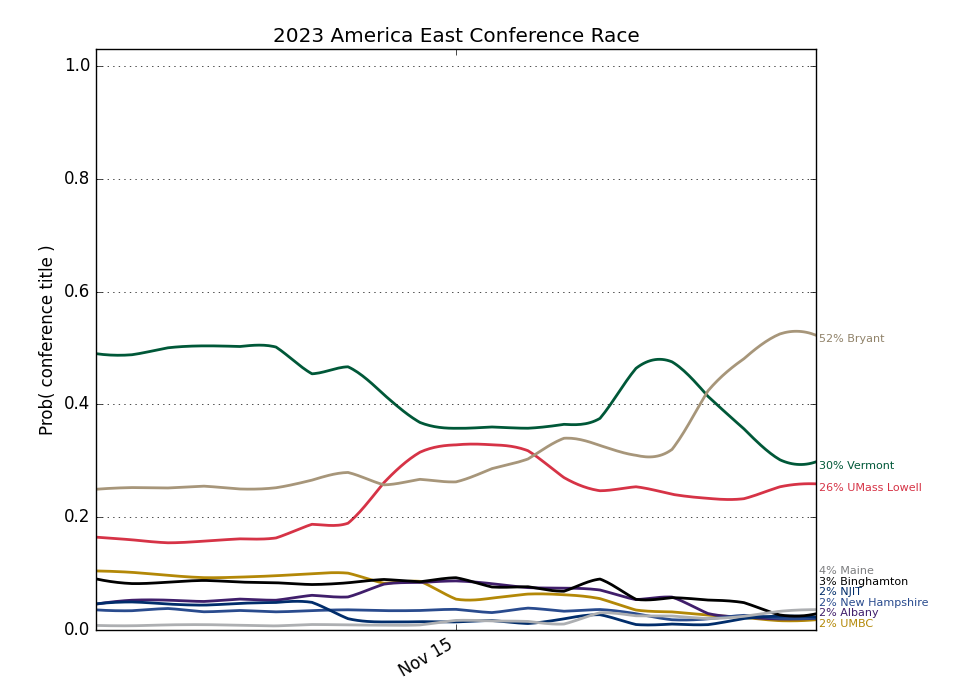 2023 America East Conference Race
1.0
0.8
0.6
0.4
0.2
0.0
Prob( conference title )
Nov 15
52% Bryant
30% Vermont
26% UMass Lowell
4% Maine
3% Binghamton
2% NJIT
2% New Hampshire
2% Albany
2% UMBC